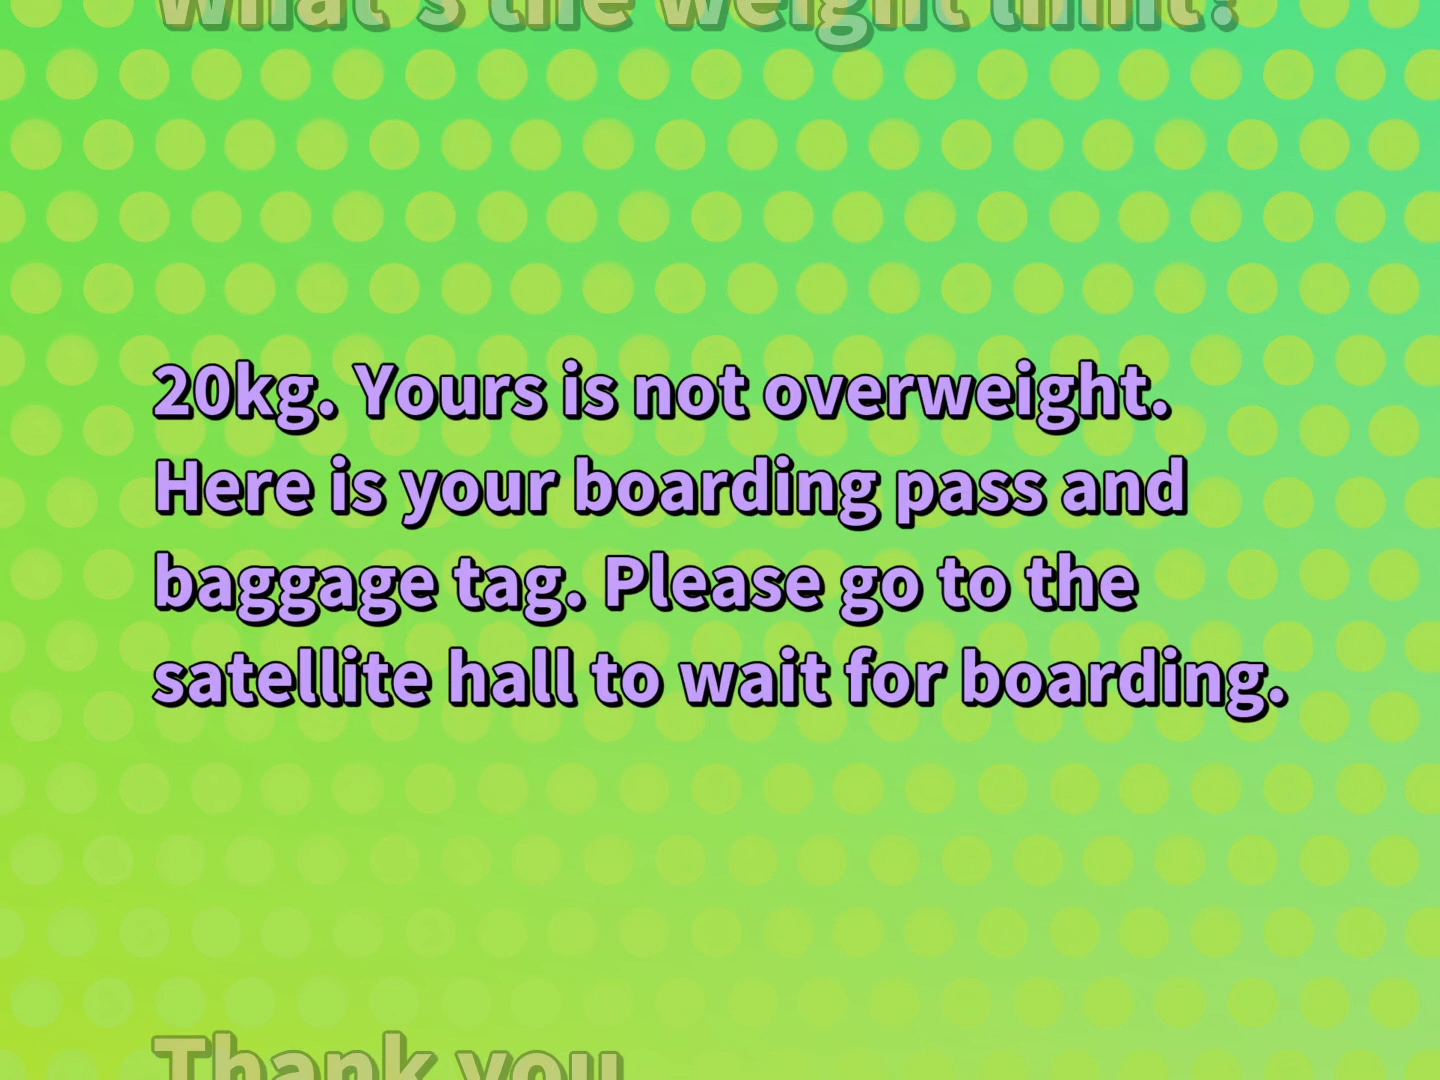 what's the weight limit?
20kg. Yours is not overweight.
Here is your boarding pass and
baggage tag. Please go to the
satellite hall to wait for boarding.
Thank you